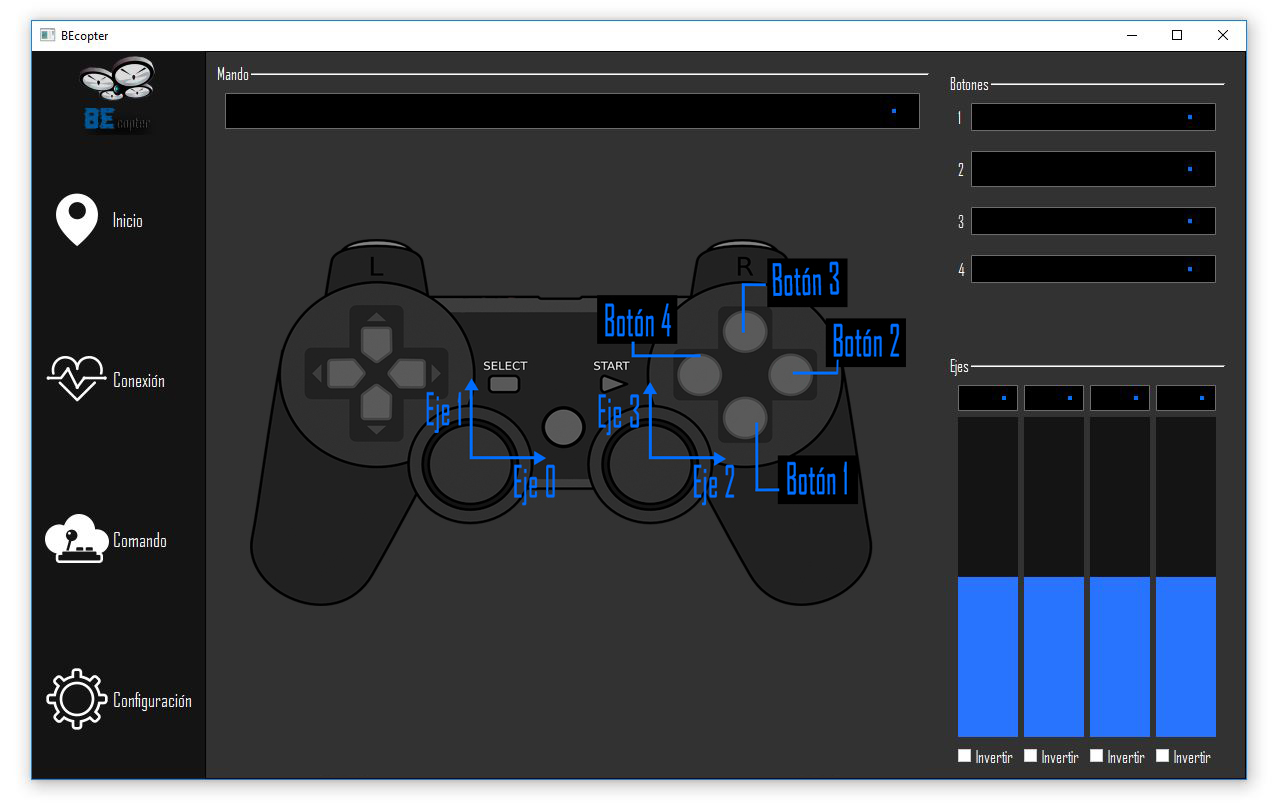 BEcopter
BEcopter
Inicio
Conexión
Comando
Configuración
Mando
L
R
SELECT
START
Botón 3
Botón 4
Botón 2
Eje 1
Eje 3
Eje 0
Eje 2
Botón 1
Botones
1
2
3
4
Ejes
Invertir Invertir Invertir Invertir